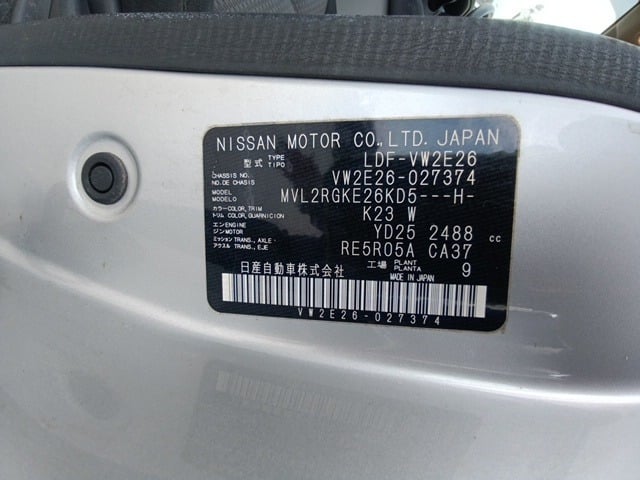 NISSAN MOTOR CO.,LTD. JAPAN
型式 TYPE TIPO LDF-VW2E26
CHASSIS NO. NO.DE CHASIS VW2E26-027374
MODEL MODELO MVL2RGKE26KD5---H-
カラー COLOR,TRIM トリム COLOR,GUARNICION K23 W
エンジン ENGINE MOTOR YD25 2488 cc
ミッション TRANS., AXLE アクスル TRANS., EJE RE5R05A CA37
日産自動車株式会社 工場 PLANT PLANTA 9
MADE IN JAPAN
VW2E26-027374